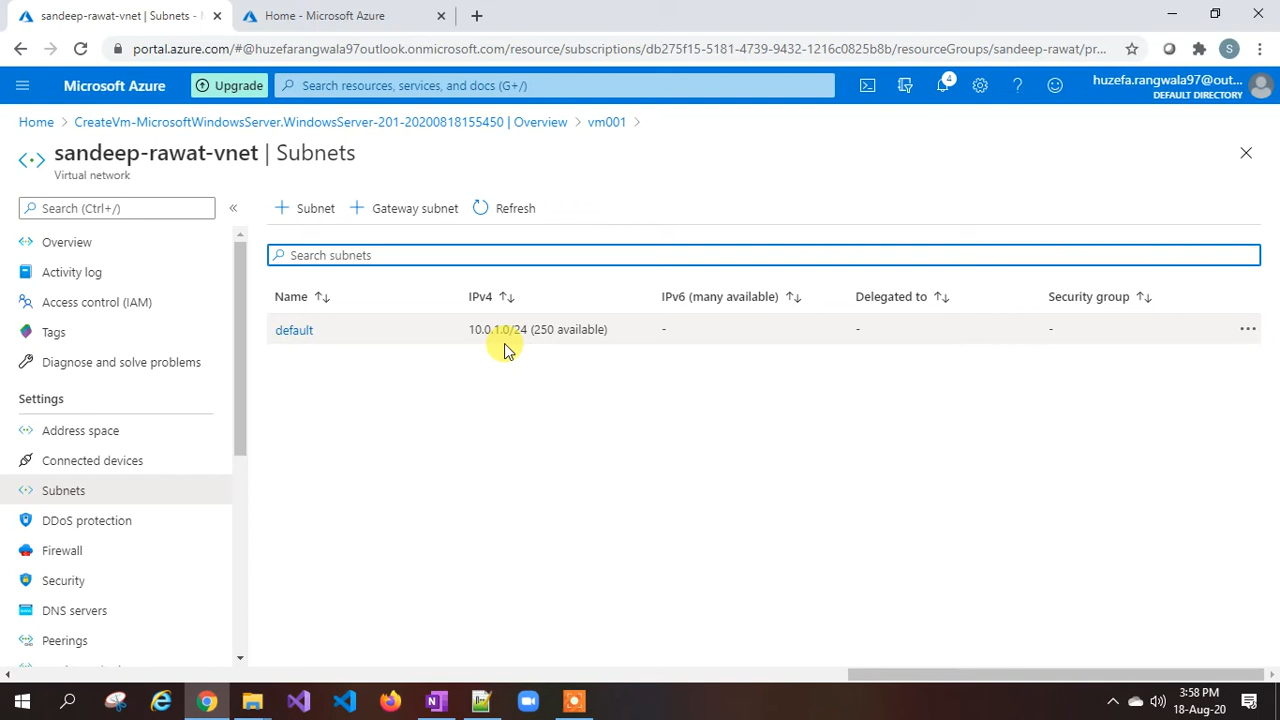 sandeep-rawat-vnet | Subnets -
Home - Microsoft Azure
portal.azure.com/#@huzefarangwala97outlook.onmicrosoft.com/resource/subscriptions/db275f15-5181-4739-9432-1216c0825b8b/resourceGroups/sandeep-rawat/pr...
S
Microsoft Azure
Upgrade
Search resources, services, and docs (G+/)
4
huzefa.rangwala97@out...
DEFAULT DIRECTORY
Home
CreateVm-MicrosoftWindowsServer.WindowsServer-201-20200818155450 | Overview
vm001
sandeep-rawat-vnet | Subnets
Virtual network
Search (Ctrl+/)
«
+ Subnet
+ Gateway subnet
Refresh
Search subnets
Overview
Activity log
Access control (IAM)
Tags
Diagnose and solve problems
Settings
Address space
Connected devices
Subnets
DDoS protection
Firewall
Security
DNS servers
Peerings
Name
IPv4
IPv6 (many available)
Delegated to
Security group
default
10.0.1.0/24 (250 available)
-
-
-
3:58 PM
18-Aug-20